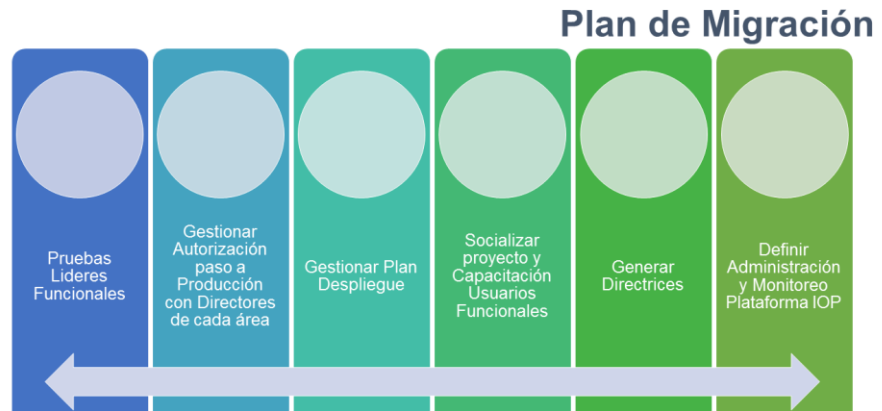 Plan de Migración
Pruebas
Lideres
Funcionales
Gestionar
Autorización
paso a
Producción
con Directores
de cada área
Gestionar Plan
Despliegue
Socializar
proyecto y
Capacitación
Usuarios
Funcionales
Generar
Directrices
Definir
Administración
y Monitoreo
Plataforma IOP